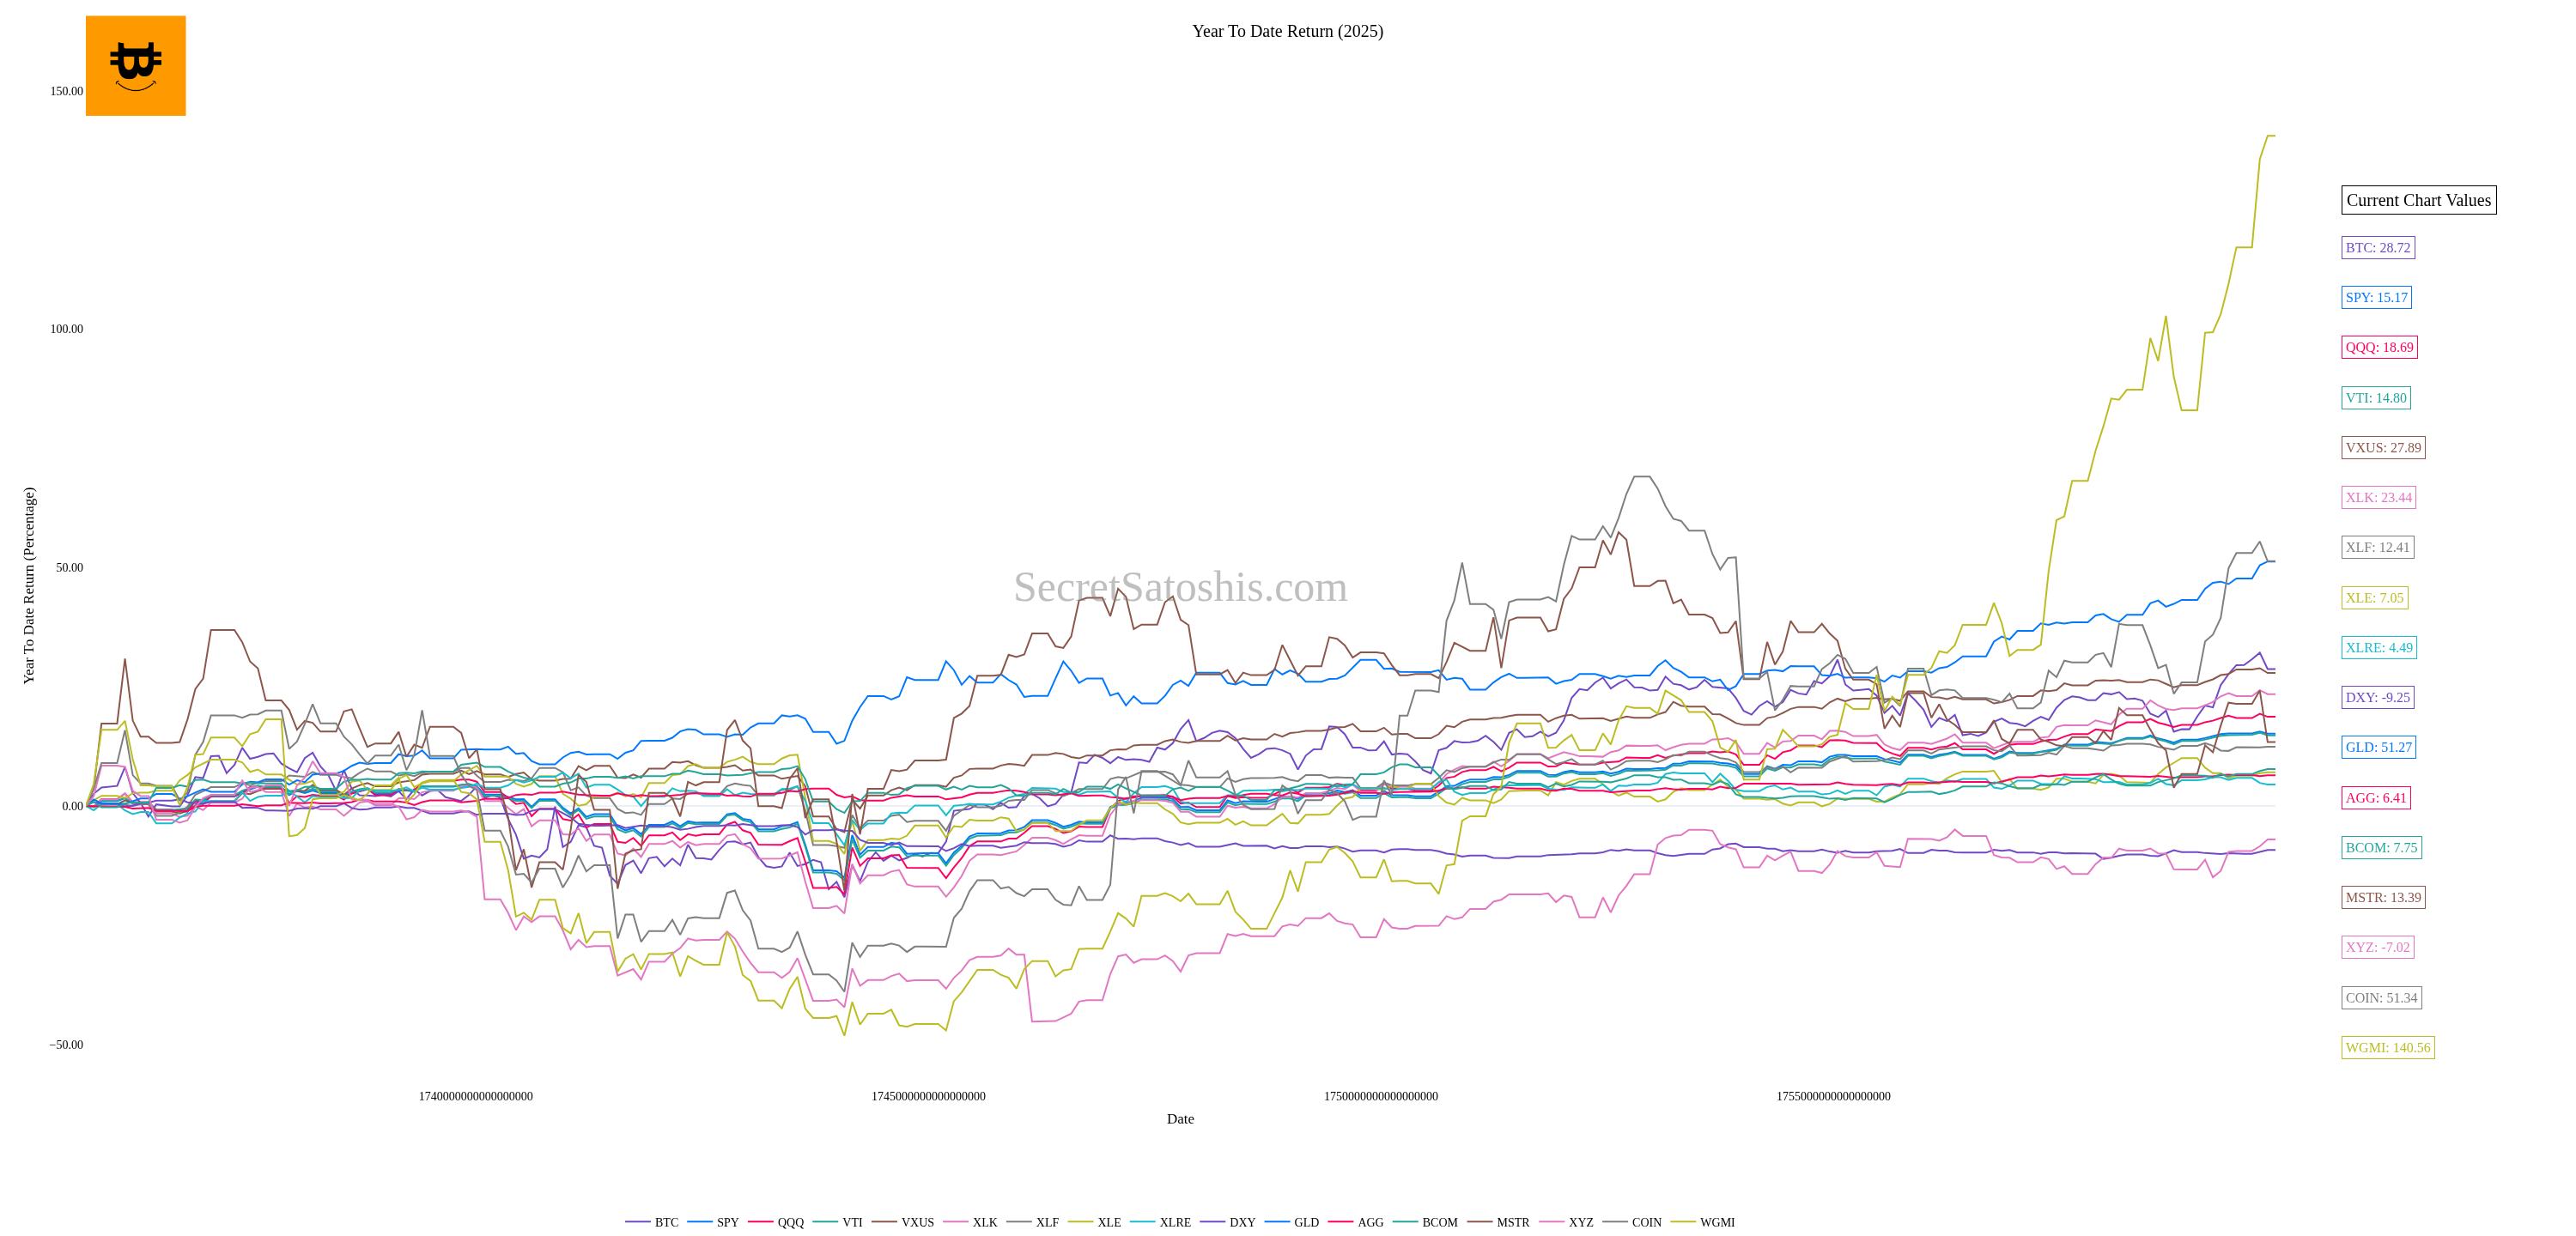 Year To Date Return (2025)
150.00
100.00
50.00
0.00
−50.00
Year To Date Return (Percentage)
SecretSatoshis.com
Current Chart Values
BTC: 28.72
SPY: 15.17
QQQ: 18.69
VTI: 14.80
VXUS: 27.89
XLK: 23.44
XLF: 12.41
XLE: 7.05
XLRE: 4.49
DXY: -9.25
GLD: 51.27
AGG: 6.41
BCOM: 7.75
MSTR: 13.39
XYZ: -7.02
COIN: 51.34
WGMI: 140.56
1740000000000000000 1745000000000000000 1750000000000000000 1755000000000000000
Date
BTC SPY QQQ VTI VXUS XLK XLF XLE XLRE DXY GLD AGG BCOM MSTR XYZ COIN WGMI